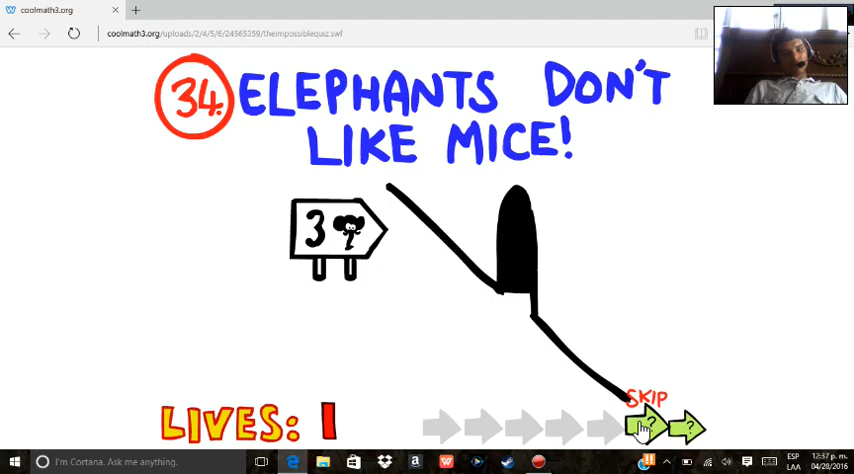 coolmath3.org
coolmath3.org/uploads/2/4/5/6/24565359/theimpossiblequiz.swf
34. ELEPHANTS DON'T
LIKE MICE!
3
SKIP
? ?
LIVES: 1
I'm Cortana. Ask me anything.
ESP
LAA
12:37 p. m.
04/28/2016